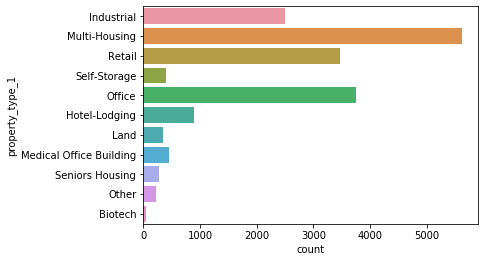 property_type_1
Industrial
Multi-Housing
Retail
Self-Storage
Office
Hotel-Lodging
Land
Medical Office Building
Seniors Housing
Other
Biotech
0 1000 2000 3000 4000 5000
count